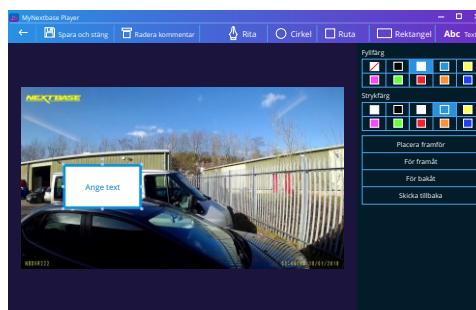 MyNextbase Player
Spara och stäng
Radera kommentar
Rita
Cirkel
Ruta
Rektangel
Abc Text
Fyllfärg
NEXTBASE
Strykfärg
Placera framför
För framåt
För bakåt
Skicka tillbaka
Ange text